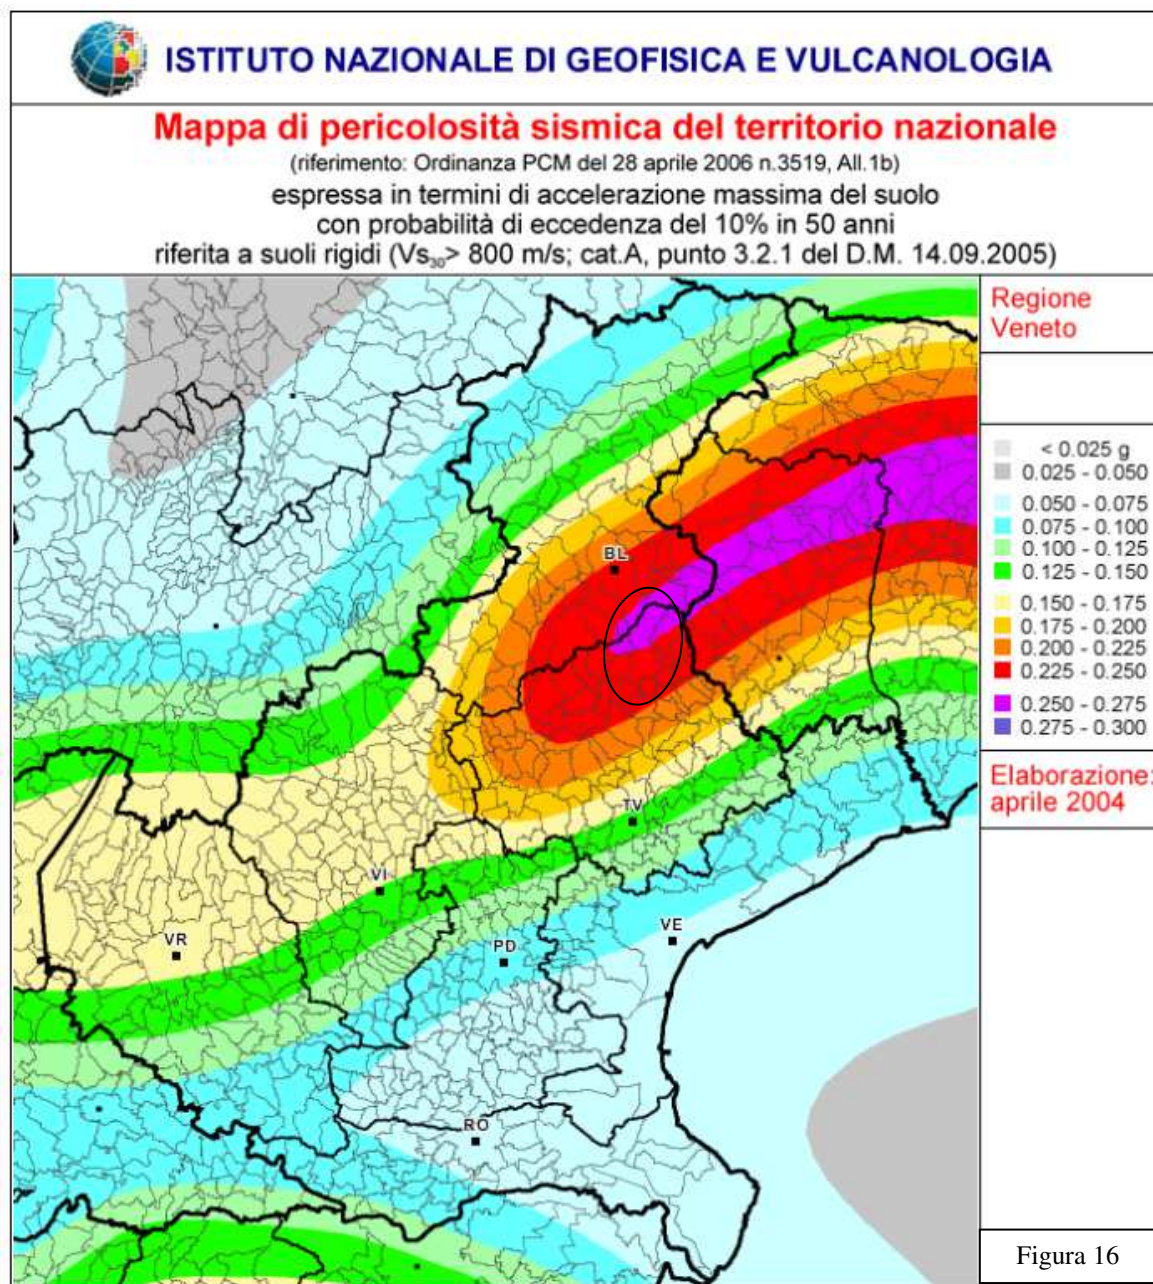 ISTITUTO NAZIONALE DI GEOFISICA E VULCANOLOGIA
Mappa di pericolosità sismica del territorio nazionale
(riferimento: Ordinanza PCM del 28 aprile 2006 n.3519, All.1b)
espressa in termini di accelerazione massima del suolo
con probabilità di eccedenza del 10% in 50 anni
riferita a suoli rigidi (Vs₃₀> 800 m/s; cat.A, punto 3.2.1 del D.M. 14.09.2005)
Regione
Veneto
< 0.025 g
0.025 - 0.050
0.050 - 0.075
0.075 - 0.100
0.100 - 0.125
0.125 - 0.150
0.150 - 0.175
0.175 - 0.200
0.200 - 0.225
0.225 - 0.250
0.250 - 0.275
0.275 - 0.300
Elaborazione:
aprile 2004
BL
TV
VI
VR
PD
VE
RO
Figura 16